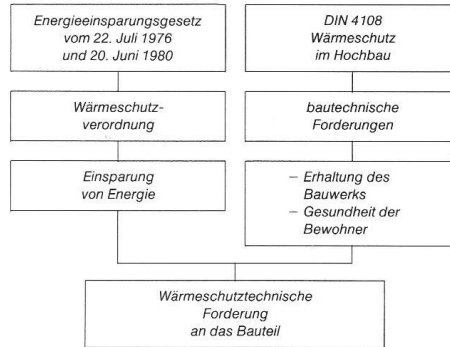 Energieeinsparungsgesetz
vom 22. Juli 1976
und 20. Juni 1980
DIN 4108
Wärmeschutz
im Hochbau
Wärmeschutz-
verordnung
bautechnische
Forderungen
Einsparung
von Energie
– Erhaltung des
Bauwerks
– Gesundheit der
Bewohner
Wärmeschutztechnische
Forderung
an das Bauteil